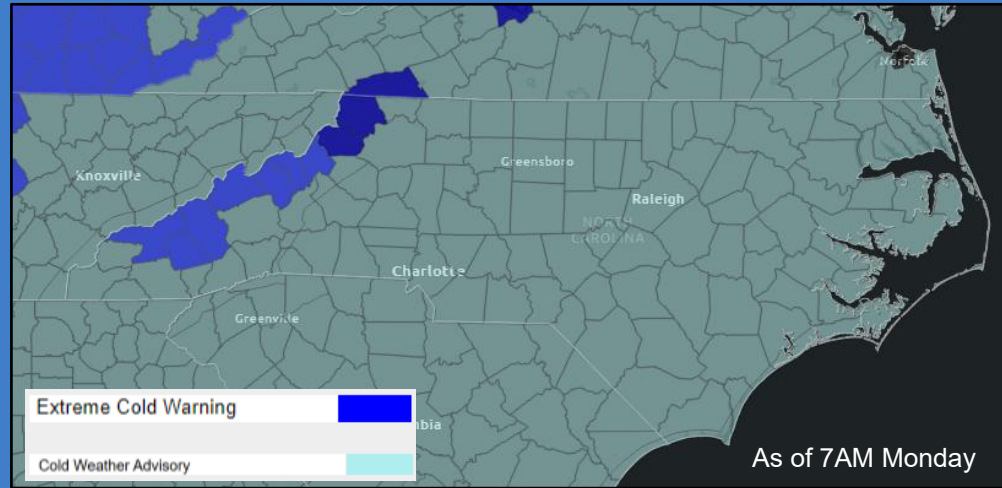 Norfolk
Knoxville
Greensboro
Raleigh
NORTH
CAROLINA
Charlotte
Greenville
Extreme Cold Warning
bia
Cold Weather Advisory
As of 7AM Monday